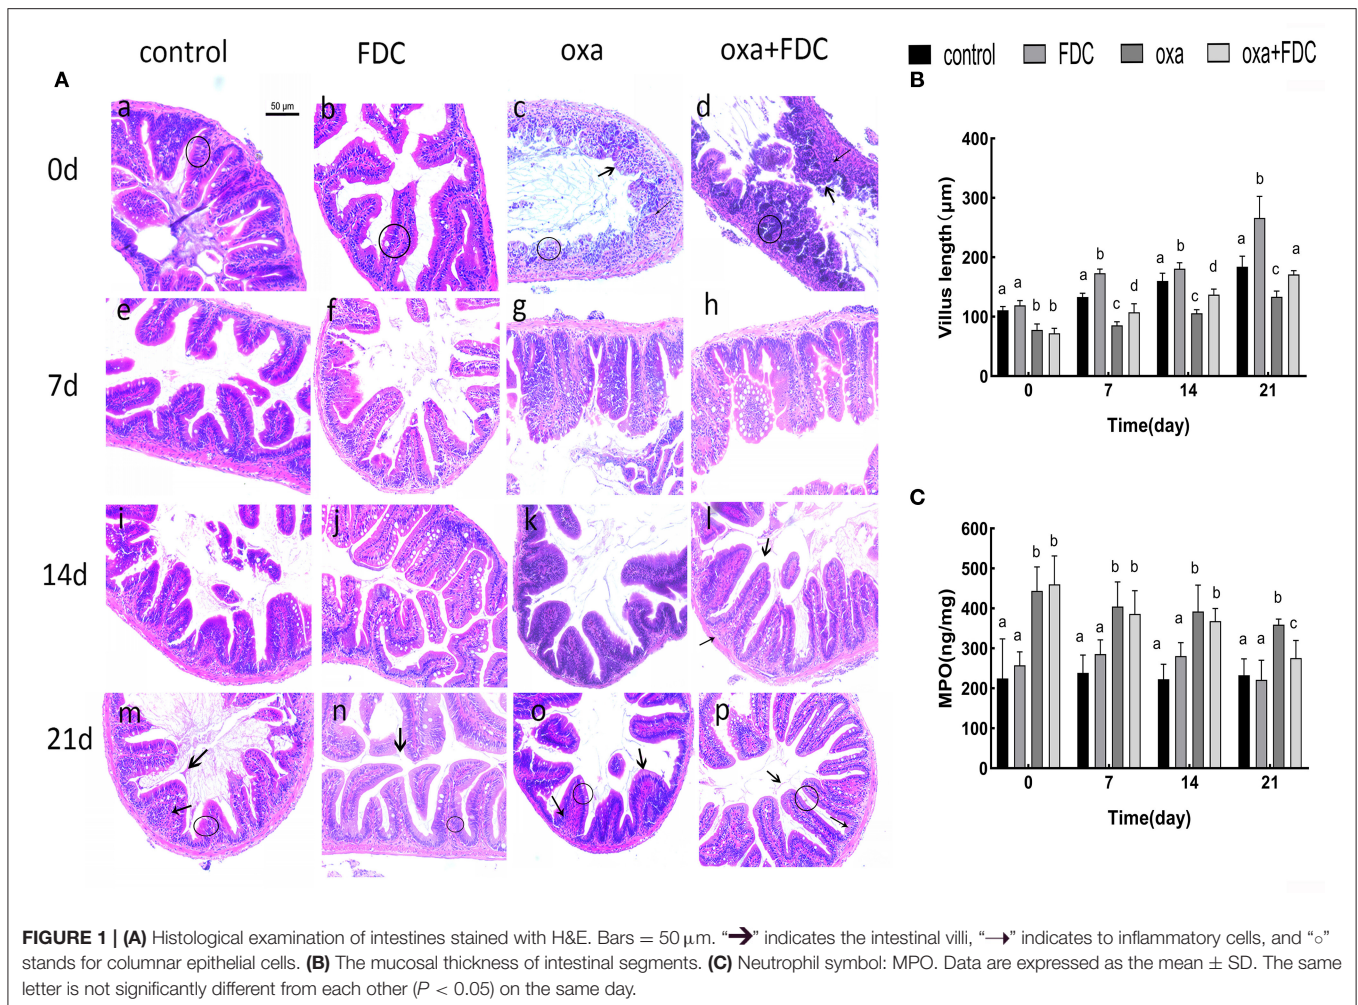 control FDC oxa oxa+FDC
A
0d
7d
14d
21d
a
50 μm
b
c
d
e
f
g
h
i
j
k
l
m
n
o
p
control FDC oxa oxa+FDC
B
Villus length(μm)
400
300
200
100
0
a a b b
a b c d
a b c d
a b c a
0 7 14 21
Time(day)
C
MPO(ng/mg)
600
500
400
300
200
100
0
a a b b
a a b b
a a b b
a a b c
0 7 14 21
Time(day)
FIGURE 1 | (A) Histological examination of intestines stained with H&E. Bars = 50 μm. “➔” indicates the intestinal villi, “→” indicates to inflammatory cells, and “○”
stands for columnar epithelial cells. (B) The mucosal thickness of intestinal segments. (C) Neutrophil symbol: MPO. Data are expressed as the mean ± SD. The same
letter is not significantly different from each other (P < 0.05) on the same day.